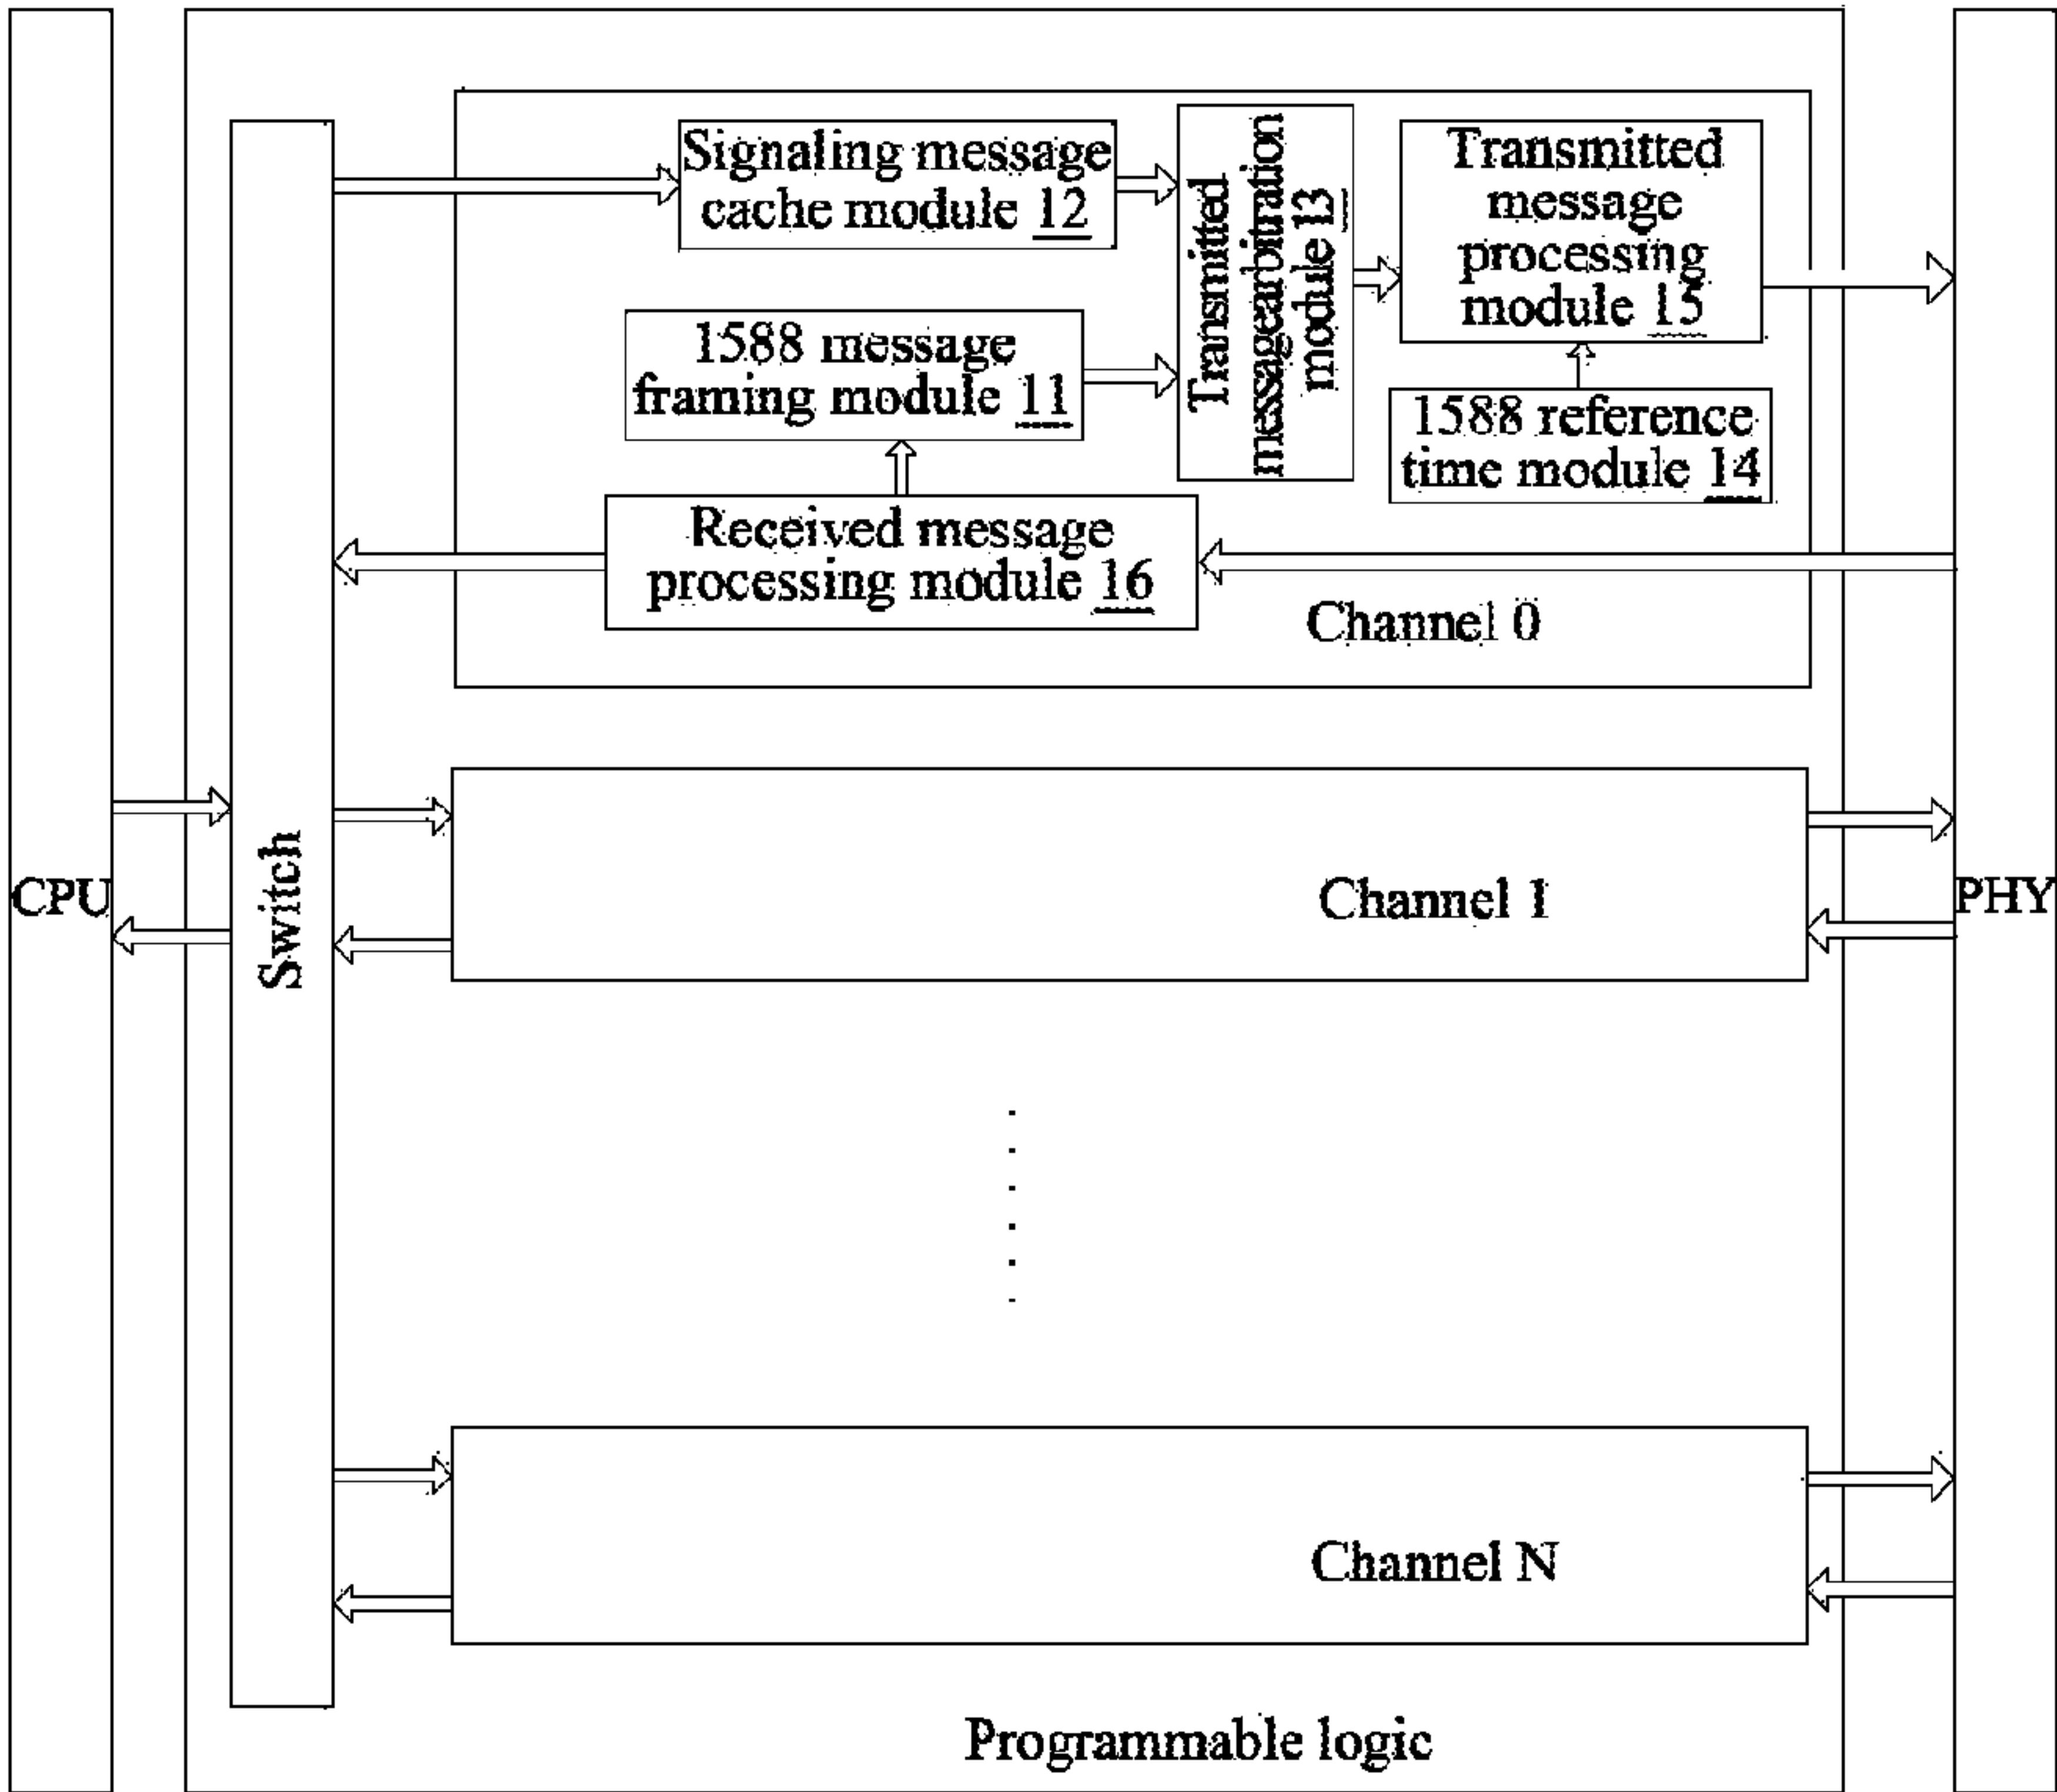 Signaling message
cache module 12
Transmitted
messagearbitration
module 13
Transmitted
message
processing
module 15
1588 message
framing module 11
1588 reference
time module 14
Received message
processing module 16
Channel 0
CPU
Switch
Channel 1
PHY
Channel N
Programmable logic